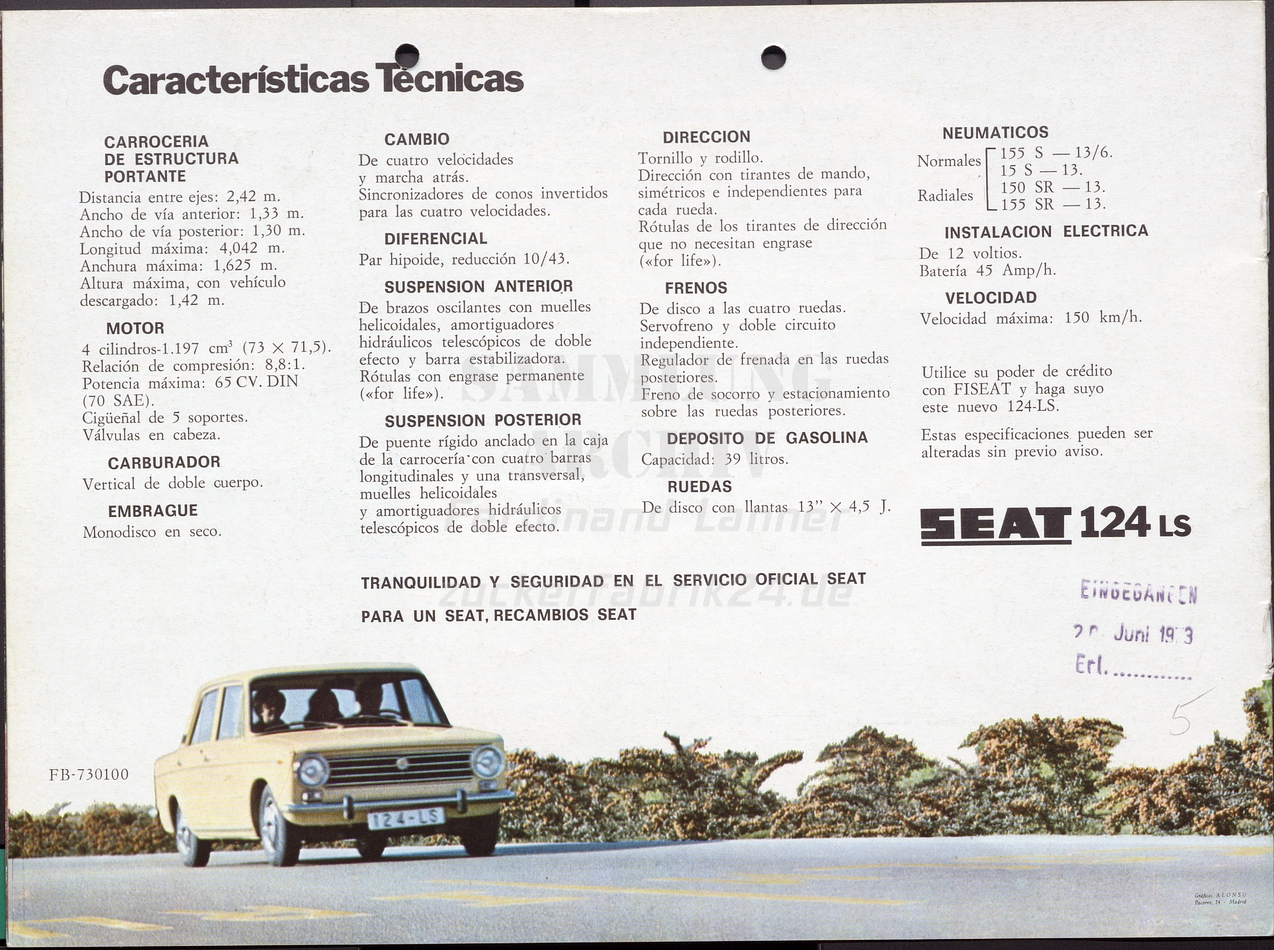 Características Técnicas
CARROCERIA
DE ESTRUCTURA
PORTANTE
Distancia entre ejes: 2,42 m.
Ancho de vía anterior: 1,33 m.
Ancho de vía posterior: 1,30 m.
Longitud máxima: 4,042 m.
Anchura máxima: 1,625 m.
Altura máxima, con vehículo
descargado: 1,42 m.
MOTOR
4 cilindros-1.197 cm³ (73 × 71,5).
Relación de compresión: 8,8:1.
Potencia máxima: 65 CV. DIN
(70 SAE).
Cigüeñal de 5 soportes.
Válvulas en cabeza.
CARBURADOR
Vertical de doble cuerpo.
EMBRAGUE
Monodisco en seco.
CAMBIO
De cuatro velocidades
y marcha atrás.
Sincronizadores de conos invertidos
para las cuatro velocidades.
DIFERENCIAL
Par hipoide, reducción 10/43.
SUSPENSION ANTERIOR
De brazos oscilantes con muelles
helicoidales, amortiguadores
hidráulicos telescópicos de doble
efecto y barra estabilizadora.
Rótulas con engrase permanente
(«for life»).
SUSPENSION POSTERIOR
De puente rígido anclado en la caja
de la carrocería con cuatro barras
longitudinales y una transversal,
muelles helicoidales
y amortiguadores hidráulicos
telescópicos de doble efecto.
DIRECCION
Tornillo y rodillo.
Dirección con tirantes de mando,
simétricos e independientes para
cada rueda.
Rótulas de los tirantes de dirección
que no necesitan engrase
(«for life»).
FRENOS
De disco a las cuatro ruedas.
Servofreno y doble circuito
independiente.
Regulador de frenada en las ruedas
posteriores.
Freno de socorro y estacionamiento
sobre las ruedas posteriores.
DEPOSITO DE GASOLINA
Capacidad: 39 litros.
RUEDAS
De disco con llantas 13” × 4,5 J.
NEUMATICOS
Normales 155 S — 13/6.
15 S — 13.
Radiales 150 SR — 13.
155 SR — 13.
INSTALACION ELECTRICA
De 12 voltios.
Batería 45 Amp/h.
VELOCIDAD
Velocidad máxima: 150 km/h.
Utilice su poder de crédito
con FISEAT y haga suyo
este nuevo 124-LS.
Estas especificaciones pueden ser
alteradas sin previo aviso.
SEAT 124 LS
TRANQUILIDAD Y SEGURIDAD EN EL SERVICIO OFICIAL SEAT
PARA UN SEAT, RECAMBIOS SEAT
SAMMLUNG
ARCHIV
Ferdinand Lanner
zuckerfabrik24.de
EINGEGANGEN
Juni
Erl.............
5
FB-730100
124-LS
Gráficas ALONSO
Madrid